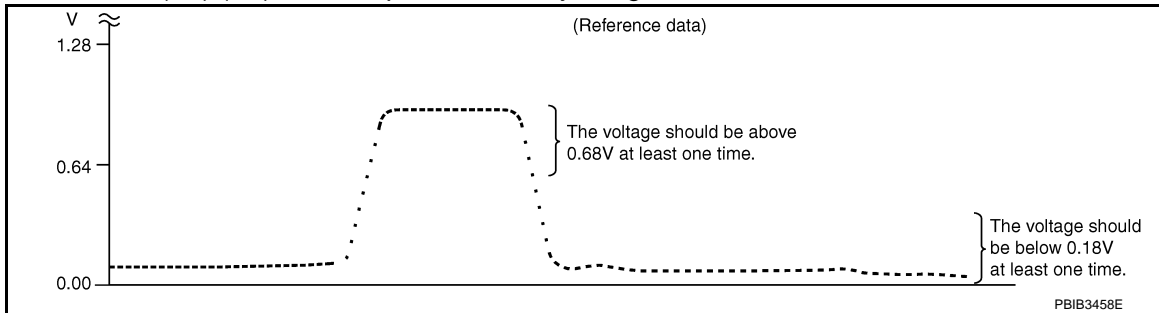 V
(Reference data)
1.28
The voltage should be above
0.68V at least one time.
0.64
The voltage should
be below 0.18V
at least one time.
0.00
PBIB3458E